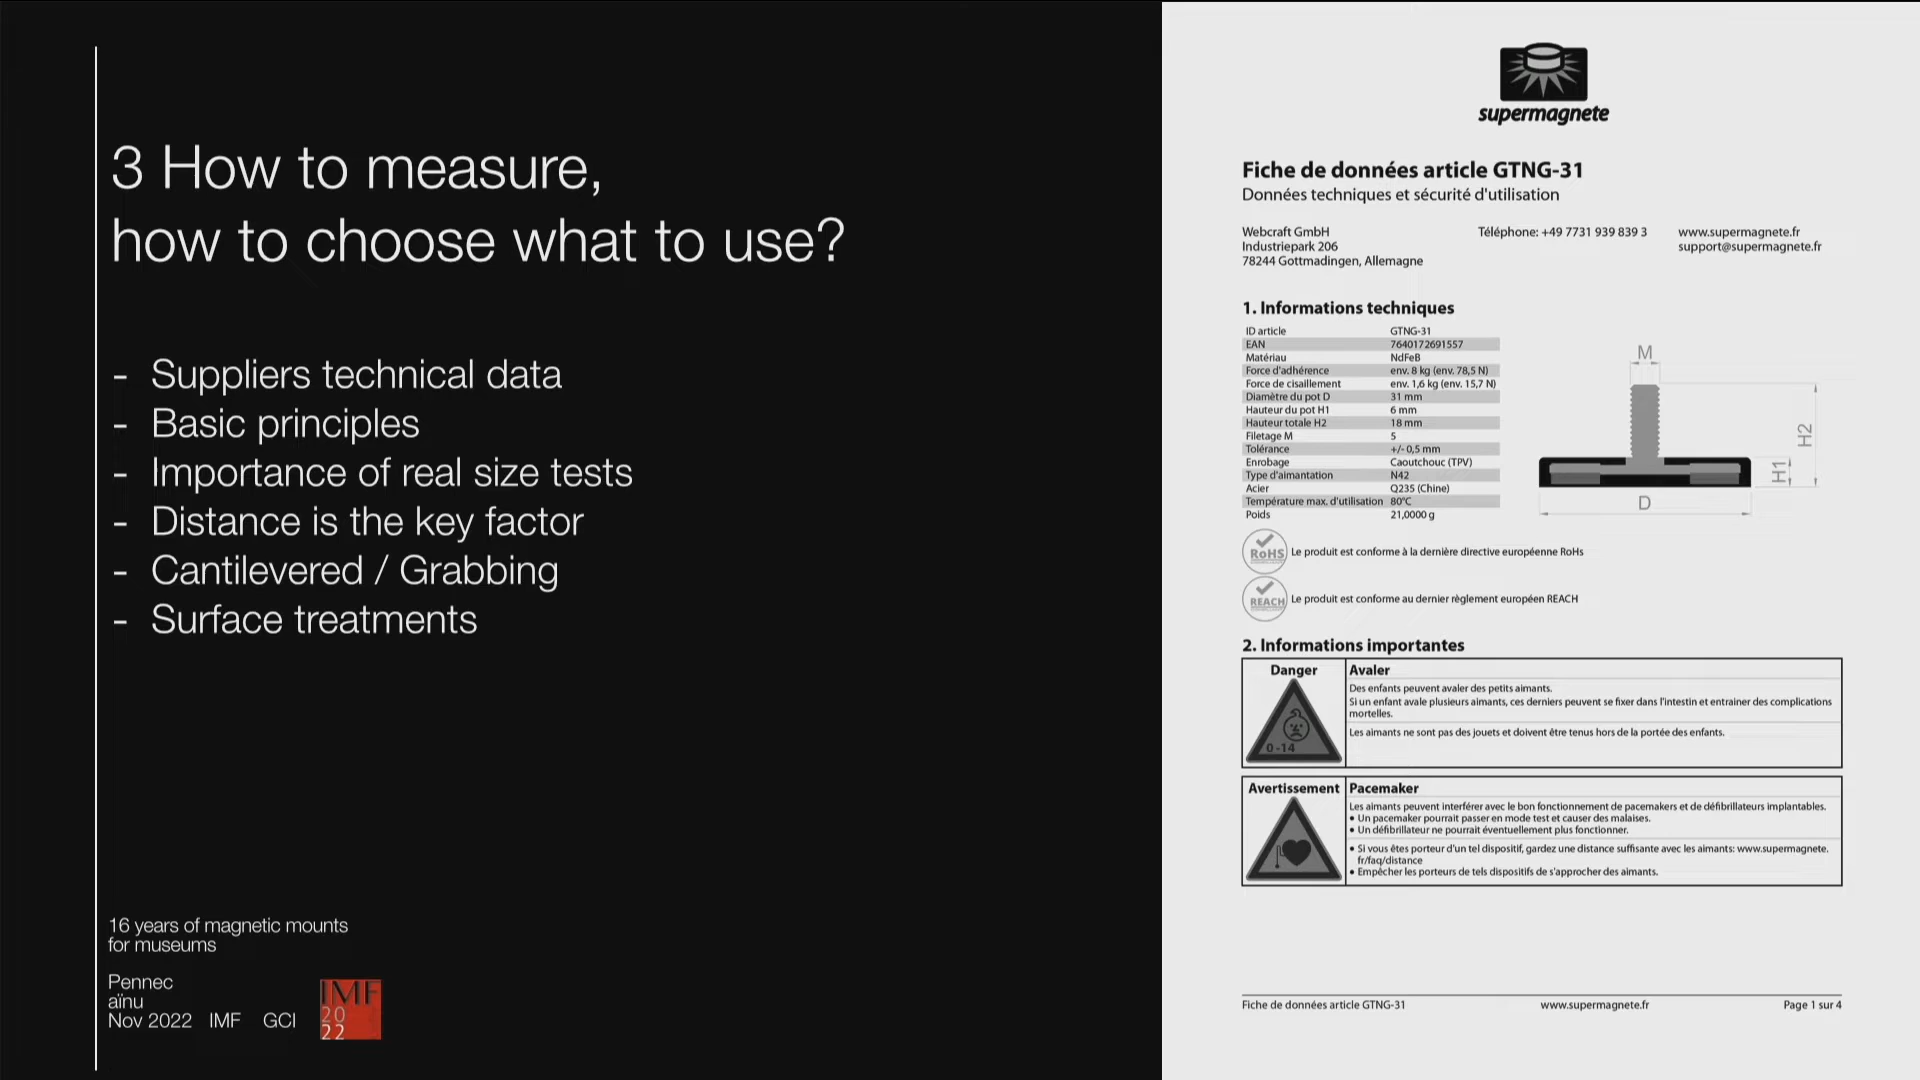 3 How to measure,
how to choose what to use?
- Suppliers technical data
- Basic principles
- Importance of real size tests
- Distance is the key factor
- Cantilevered / Grabbing
- Surface treatments
16 years of magnetic mounts
for museums
Pennec
aïnu
Nov 2022 IMF GCI
IMF
20
22
supermagnete
Fiche de données article GTNG-31
Données techniques et sécurité d'utilisation
Webcraft GmbH Téléphone: +49 7731 939 839 3 www.supermagnete.fr
Industriepark 206 support@supermagnete.fr
78244 Gottmadingen, Allemagne
1. Informations techniques
ID article GTNG-31
EAN 7640172691557
Matériau NdFeB
Force d'adhérence env. 8 kg (env. 78,5 N)
Force de cisaillement env. 1,6 kg (env. 15,7 N)
Diamètre du pot D 31 mm
Hauteur du pot H1 6 mm
Hauteur totale H2 18 mm
Filetage M 5
Tolérance +/- 0,5 mm
Enrobage Caoutchouc (TPV)
Type d'aimantation N42
Acier Q235 (Chine)
Température max. d'utilisation 80°C
Poids 21,0000 g
M
H2
H1
D
RoHS Le produit est conforme à la dernière directive européenne RoHs
REACH Le produit est conforme au dernier règlement européen REACH
2. Informations importantes
Danger Avaler
0-14
Des enfants peuvent avaler des petits aimants.
Si un enfant avale plusieurs aimants, ces derniers peuvent se fixer dans l'intestin et entrainer des complications
mortelles.
Les aimants ne sont pas des jouets et doivent être tenus hors de la portée des enfants.
Avertissement Pacemaker
Les aimants peuvent interférer avec le bon fonctionnement de pacemakers et de défibrillateurs implantables.
• Un pacemaker pourrait passer en mode test et causer des malaises.
• Un défibrillateur ne pourrait éventuellement plus fonctionner.
• Si vous êtes porteur d'un tel dispositif, gardez une distance suffisante avec les aimants: www.supermagnete.
fr/faq/distance
• Empêcher les porteurs de tels dispositifs de s'approcher des aimants.
Fiche de données article GTNG-31 www.supermagnete.fr Page 1 sur 4